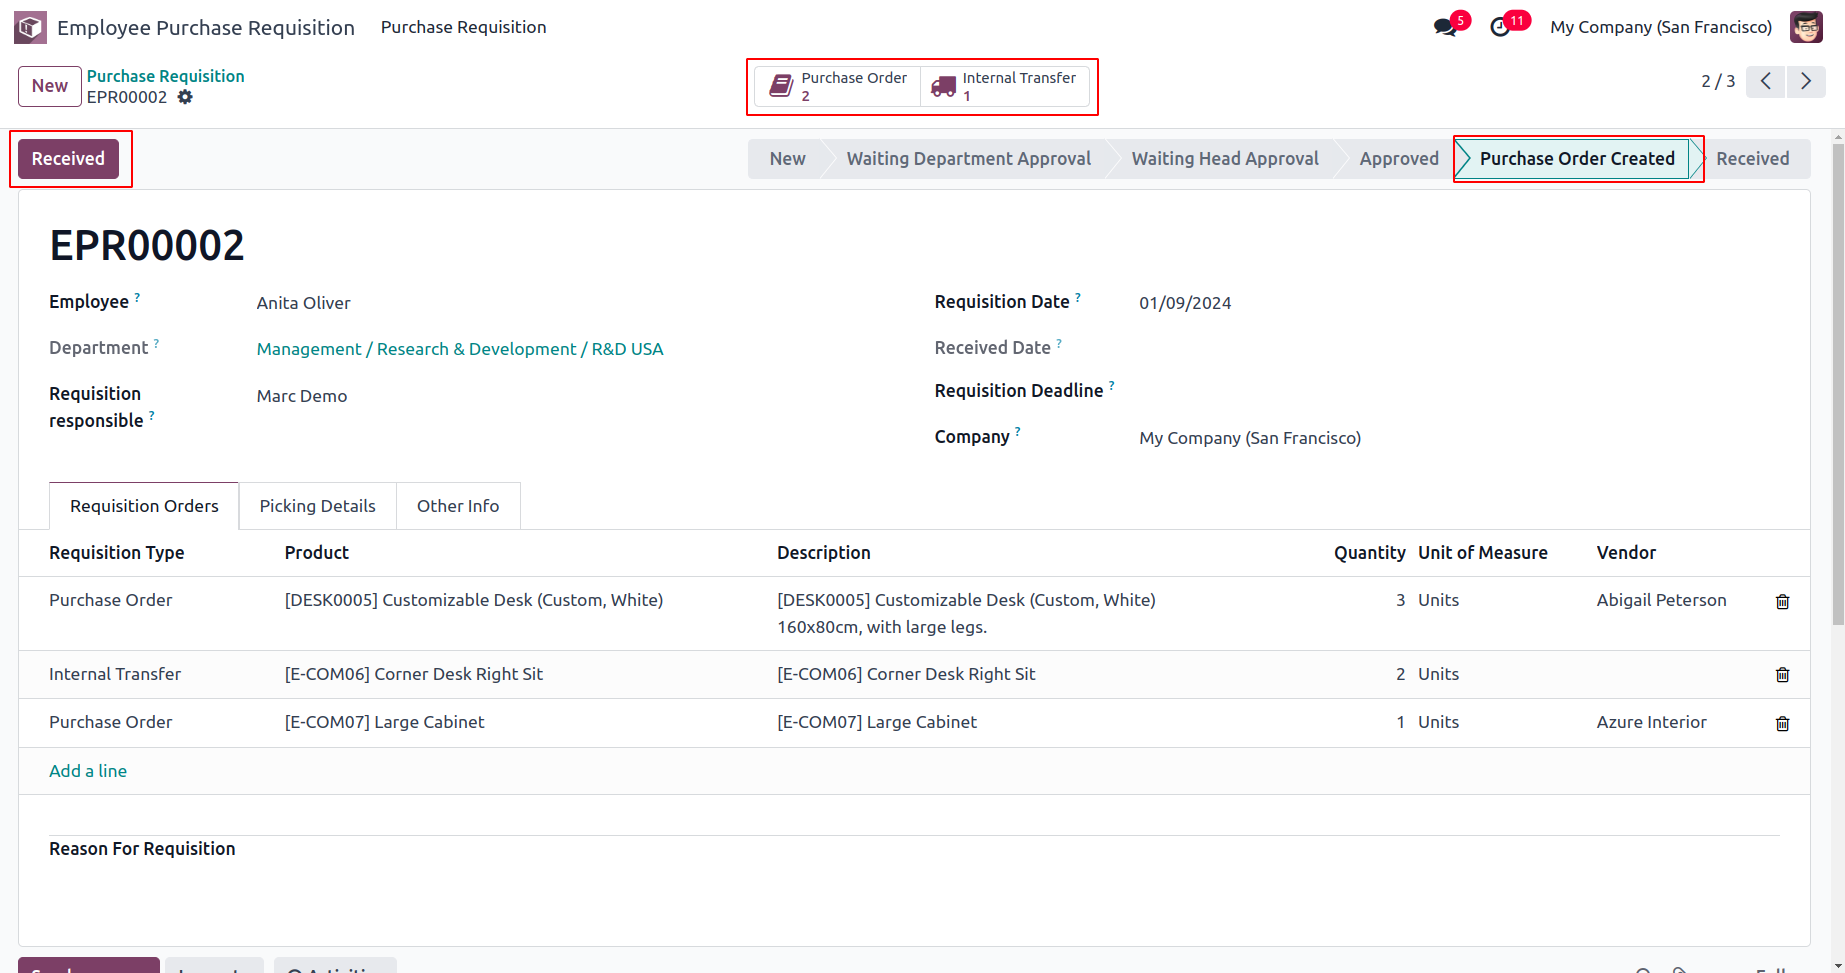 Employee Purchase Requisition Purchase Requisition 5 11 My Company (San Francisco)
New Purchase Requisition
EPR00002
Purchase Order 2 Internal Transfer 1
2 / 3
Received New Waiting Department Approval Waiting Head Approval Approved Purchase Order Created Received
EPR00002
Employee ? Anita Oliver Requisition Date ? 01/09/2024
Department ? Management / Research & Development / R&D USA Received Date ?
Requisition responsible ? Marc Demo Requisition Deadline ?
Company ? My Company (San Francisco)
Requisition Orders Picking Details Other Info
Requisition Type Product Description Quantity Unit of Measure Vendor
Purchase Order [DESK0005] Customizable Desk (Custom, White) [DESK0005] Customizable Desk (Custom, White) 3 Units Abigail Peterson
160x80cm, with large legs.
Internal Transfer [E-COM06] Corner Desk Right Sit [E-COM06] Corner Desk Right Sit 2 Units
Purchase Order [E-COM07] Large Cabinet [E-COM07] Large Cabinet 1 Units Azure Interior
Add a line
Reason For Requisition